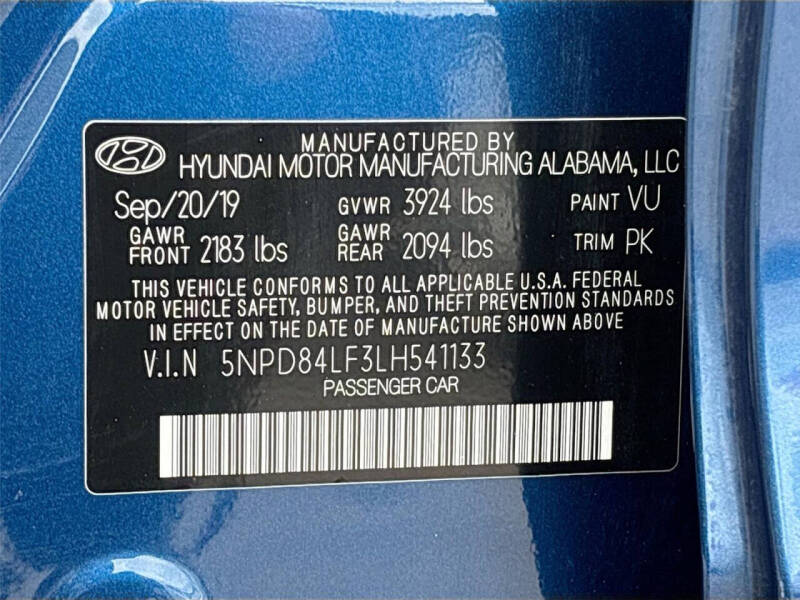 MANUFACTURED BY
HYUNDAI MOTOR MANUFACTURING ALABAMA, LLC
Sep/20/19 GVWR 3924 lbs PAINT VU
GAWR FRONT 2183 lbs GAWR REAR 2094 lbs TRIM PK
THIS VEHICLE CONFORMS TO ALL APPLICABLE U.S.A. FEDERAL
MOTOR VEHICLE SAFETY, BUMPER, AND THEFT PREVENTION STANDARDS
IN EFFECT ON THE DATE OF MANUFACTURE SHOWN ABOVE
V.I.N 5NPD84LF3LH541133
PASSENGER CAR